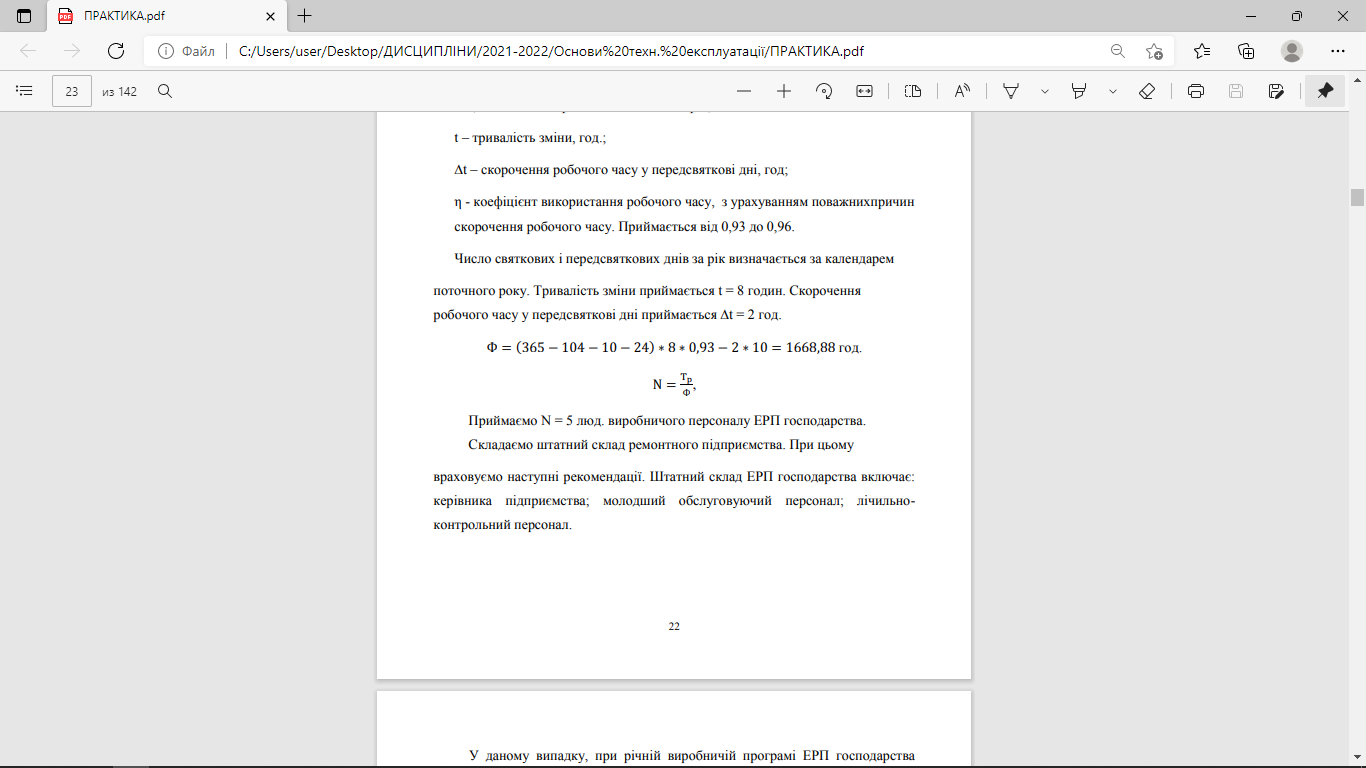 ПРАКТИКА.pdf
Файл C:/Users/user/Desktop/ДИСЦИПЛІНИ/2021-2022/Основи%20техн.%20експлуатації/ПРАКТИКА.pdf
23 из 142
t – тривалість зміни, год.;
Δt – скорочення робочого часу у передсвяткові дні, год;
η - коефіцієнт використання робочого часу, з урахуванням поважнихпричин
скорочення робочого часу. Приймається від 0,93 до 0,96.
Число святкових і передсвяткових днів за рік визначається за календарем
поточного року. Тривалість зміни приймається t = 8 годин. Скорочення
робочого часу у передсвяткові дні приймається Δt = 2 год.
Ф = (365 − 104 − 10 − 24) ∗ 8 ∗ 0,93 − 2 ∗ 10 = 1668,88 год.
N = Тр/Ф,
Приймаємо N = 5 люд. виробничого персоналу ЕРП господарства.
Складаємо штатний склад ремонтного підприємства. При цьому
враховуємо наступні рекомендації. Штатний склад ЕРП господарства включає:
керівника підприємства; молодший обслуговуючий персонал; лічильно-
контрольний персонал.
22
У даному випадку, при річній виробничій програмі ЕРП господарства